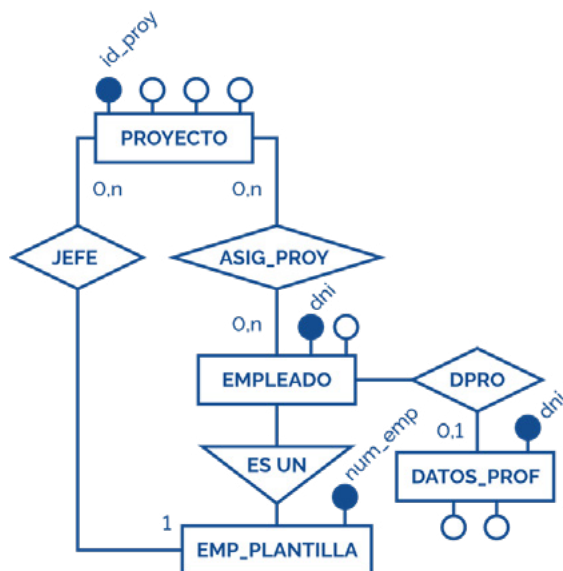 id_proy
PROYECTO
0,n
0,n
JEFE
ASIG_PROY
0,n
dni
EMPLEADO
DPRO
dni
0,1
ES UN
num_emp
DATOS_PROF
1
EMP_PLANTILLA